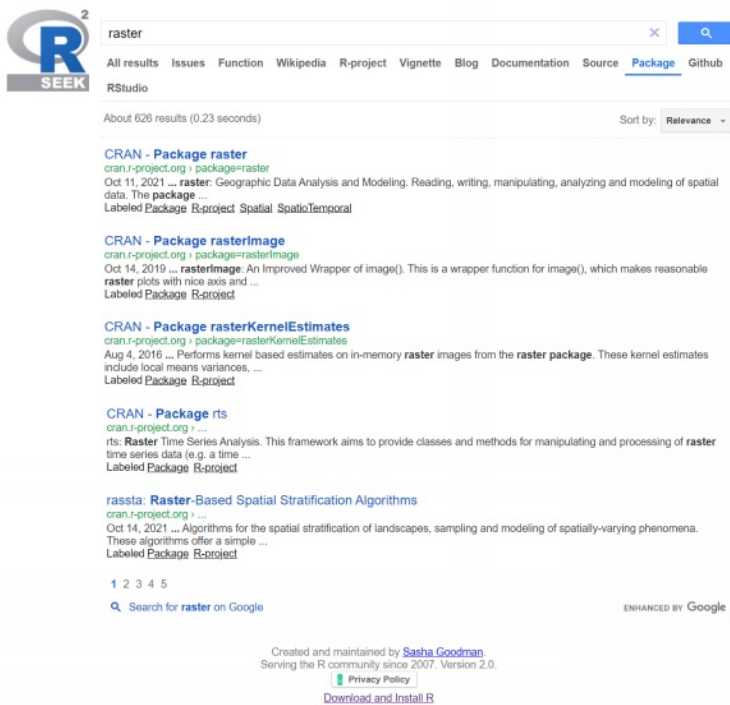 R 2
SEEK
raster
All results Issues Function Wikipedia R-project Vignette Blog Documentation Source Package Github
RStudio
About 626 results (0.23 seconds)
Sort by: Relevance
CRAN - Package raster
cran.r-project.org › package=raster
Oct 11, 2021 ... raster: Geographic Data Analysis and Modeling. Reading, writing, manipulating, analyzing and modeling of spatial
data. The package ...
Labeled Package R-project Spatial SpatioTemporal
CRAN - Package rasterImage
cran.r-project.org › package=rasterImage
Oct 14, 2019 ... rasterImage: An Improved Wrapper of image(). This is a wrapper function for image(), which makes reasonable
raster plots with nice axis and ...
Labeled Package R-project
CRAN - Package rasterKernelEstimates
cran.r-project.org › package=rasterKernelEstimates
Aug 4, 2016 ... Performs kernel based estimates on in-memory raster images from the raster package. These kernel estimates
include local means variances, ...
Labeled Package R-project
CRAN - Package rts
cran.r-project.org › ...
rts: Raster Time Series Analysis. This framework aims to provide classes and methods for manipulating and processing of raster
time series data (e.g. a time ...
Labeled Package R-project
rassta: Raster-Based Spatial Stratification Algorithms
cran.r-project.org › ...
Oct 14, 2021 ... Algorithms for the spatial stratification of landscapes, sampling and modeling of spatially-varying phenomena.
These algorithms offer a simple ...
Labeled Package R-project
1 2 3 4 5
Search for raster on Google
ENHANCED BY Google
Created and maintained by Sasha Goodman.
Serving the R community since 2007. Version 2.0.
Privacy Policy
Download and Install R